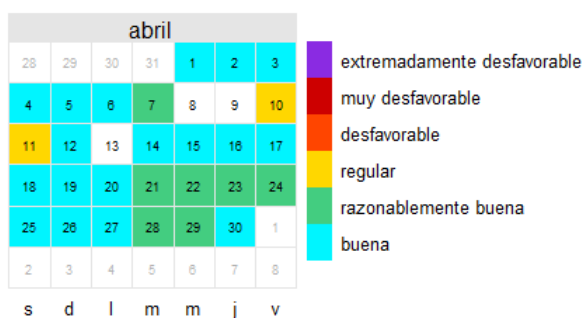 abril
28 29 30 31 1 2 3
4 5 6 7 8 9 10
11 12 13 14 15 16 17
18 19 20 21 22 23 24
25 26 27 28 29 30 1
2 3 4 5 6 7 8
s d l m m j v
extremadamente desfavorable
muy desfavorable
desfavorable
regular
razonablemente buena
buena